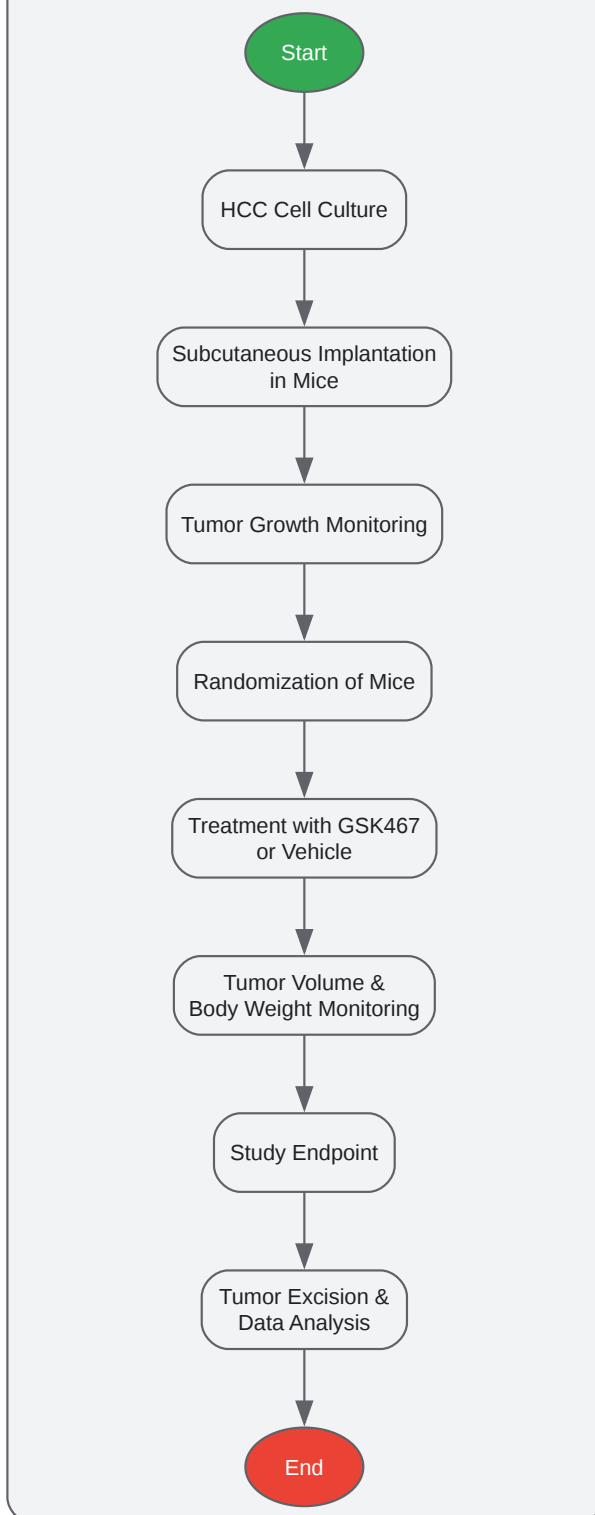 Start
HCC Cell Culture
Subcutaneous Implantation
in Mice
Tumor Growth Monitoring
Randomization of Mice
Treatment with GSK467
or Vehicle
Tumor Volume &
Body Weight Monitoring
Study Endpoint
Tumor Excision &
Data Analysis
End